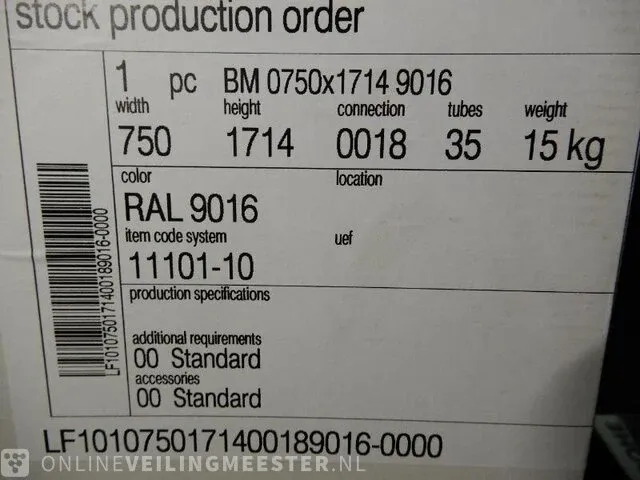 stock production order
1 pc BM 0750x1714 9016
width height connection tubes weight
750 1714 0018 35 15 kg
color location
RAL 9016
item code system uef
11101-10
production specifications
additional requirements
00 Standard
accessories
00 Standard
LF1010750171400189016-0000
LF1010750171400189016-0000
ONLINEVEILINGMEESTER.NL